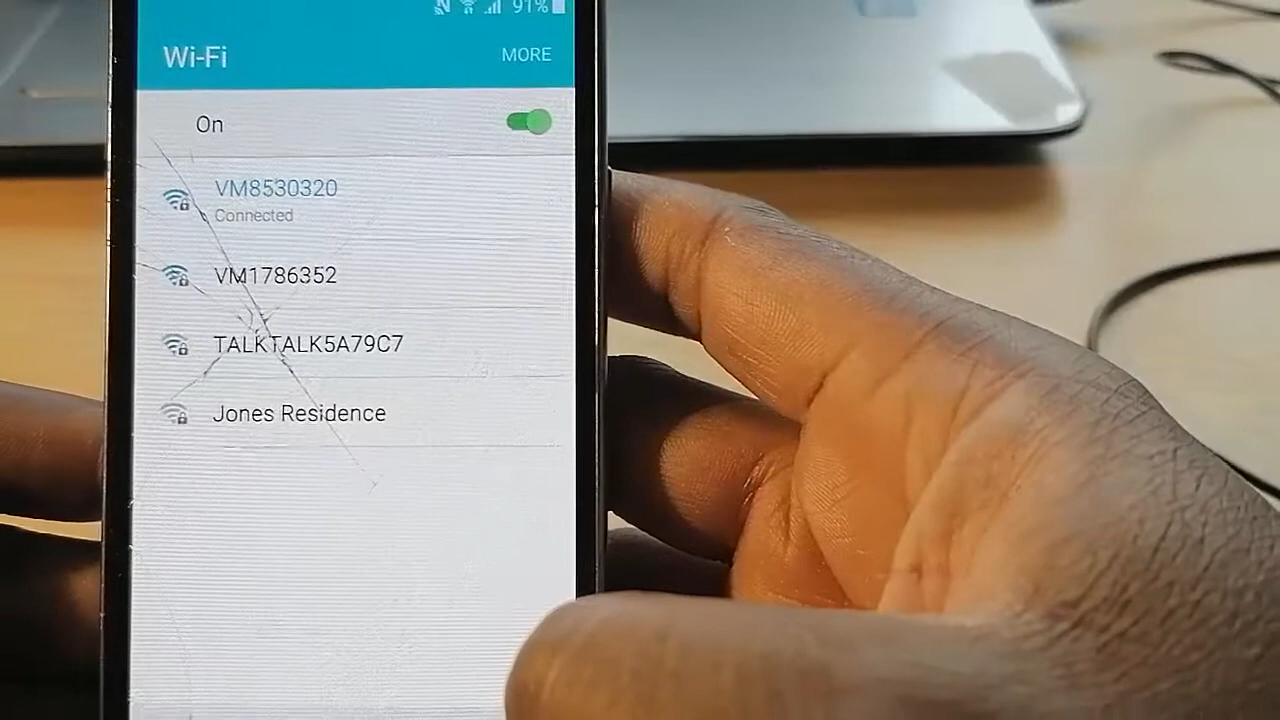 91%
Wi-Fi MORE
On
VM8530320
Connected
VM1786352
TALKTALK5A79C7
Jones Residence